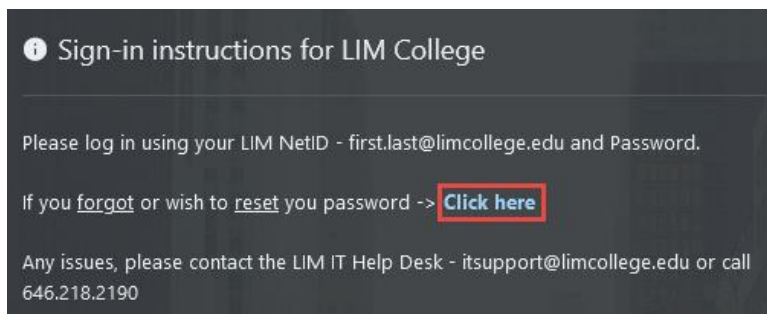 Sign-in instructions for LIM College
Please log in using your LIM NetID - first.last@limcollege.edu and Password.
If you forgot or wish to reset you password -> Click here
Any issues, please contact the LIM IT Help Desk - itsupport@limcollege.edu or call
646.218.2190